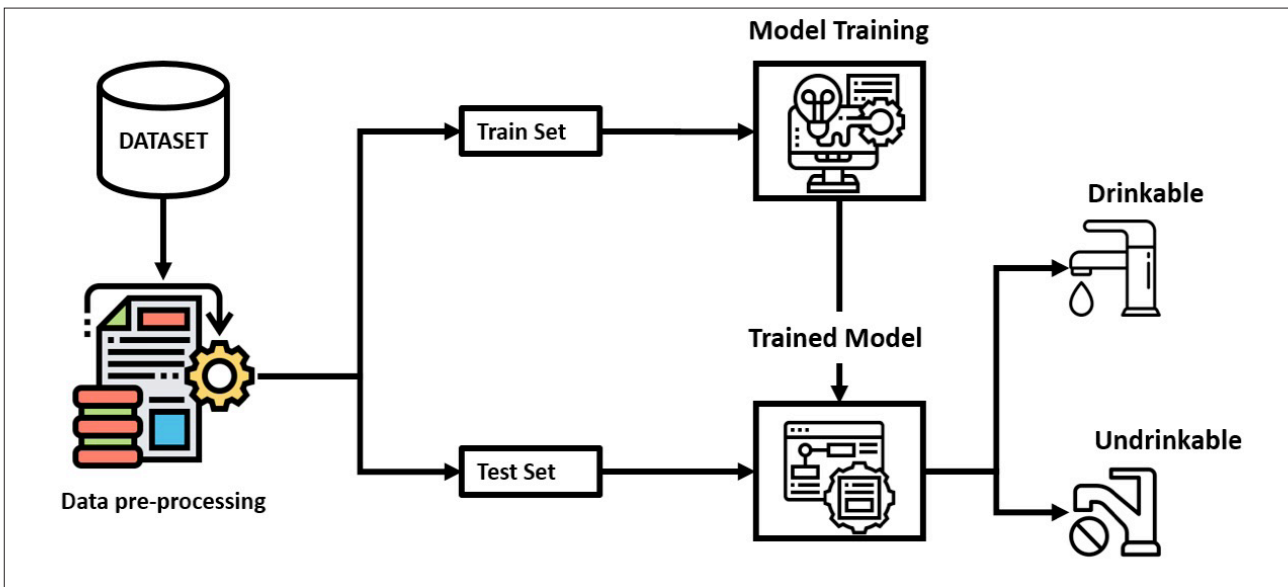 Model Training
DATASET
Train Set
Drinkable
Trained Model
Undrinkable
Test Set
Data pre-processing